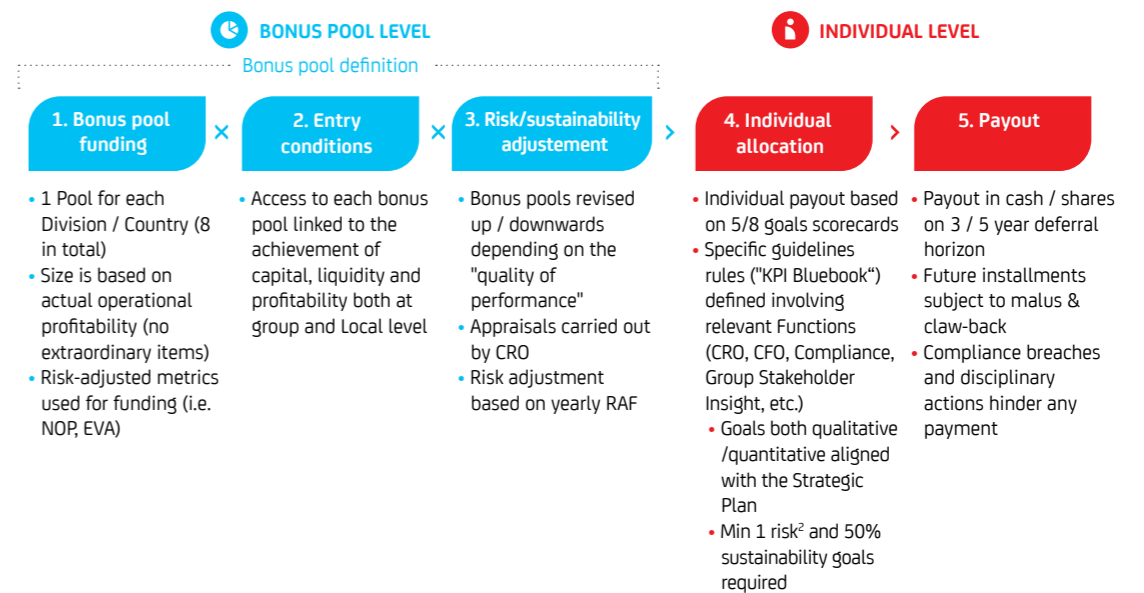 BONUS POOL LEVEL
INDIVIDUAL LEVEL
Bonus pool definition
1. Bonus pool
funding
×
2. Entry
conditions
×
3. Risk/sustainability
adjustement
>
4. Individual
allocation
>
5. Payout
• 1 Pool for each
Division / Country (8
in total)
• Size is based on
actual operational
profitability (no
extraordinary items)
• Risk-adjusted metrics
used for funding (i.e.
NOP, EVA)
• Access to each bonus
pool linked to the
achievement of
capital, liquidity and
profitability both at
group and Local level
• Bonus pools revised
up / downwards
depending on the
"quality of
performance"
• Appraisals carried out
by CRO
• Risk adjustment
based on yearly RAF
• Individual payout based
on 5/8 goals scorecards
• Specific guidelines
rules ("KPI Bluebook“)
defined involving
relevant Functions
(CRO, CFO, Compliance,
Group Stakeholder
Insight, etc.)
• Goals both qualitative
/quantitative aligned
with the Strategic
Plan
• Min 1 risk² and 50%
sustainability goals
required
• Payout in cash / shares
on 3 / 5 year deferral
horizon
• Future installments
subject to malus &
claw-back
• Compliance breaches
and disciplinary
actions hinder any
payment